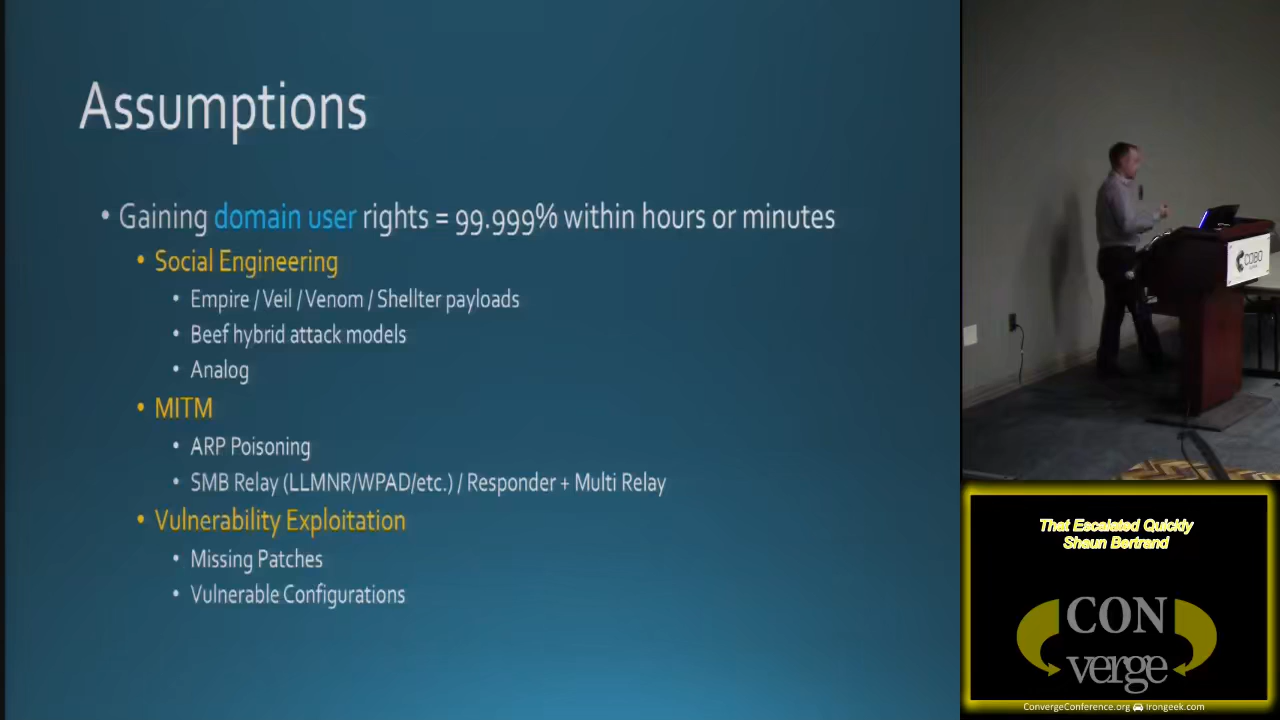 Assumptions
• Gaining domain user rights = 99.999% within hours or minutes
• Social Engineering
• Empire / Veil / Venom / Shellter payloads
• Beef hybrid attack models
• Analog
• MITM
• ARP Poisoning
• SMB Relay (LLMNR/WPAD/etc.) / Responder + Multi Relay
• Vulnerability Exploitation
• Missing Patches
• Vulnerable Configurations
COBO
That Escalated Quickly
Shaun Bertrand
CON
verge
ConvergeConference.org Irongeek.com